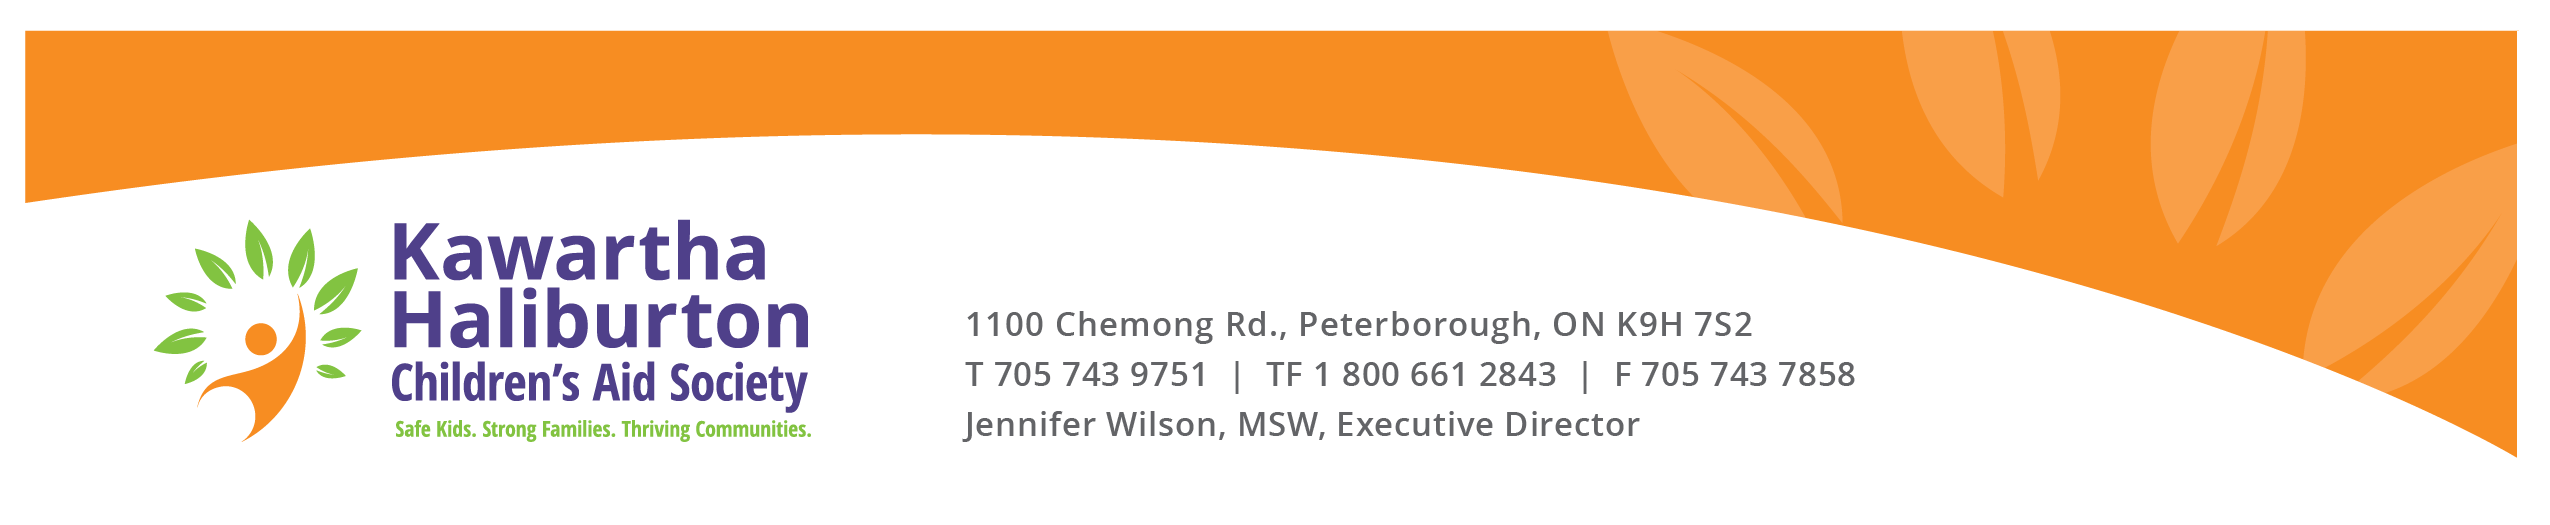 Kawartha
Haliburton
Children's Aid Society
Safe Kids. Strong Families. Thriving Communities.
1100 Chemong Rd., Peterborough, ON K9H 7S2
T 705 743 9751 | TF 1 800 661 2843 | F 705 743 7858
Jennifer Wilson, MSW, Executive Director